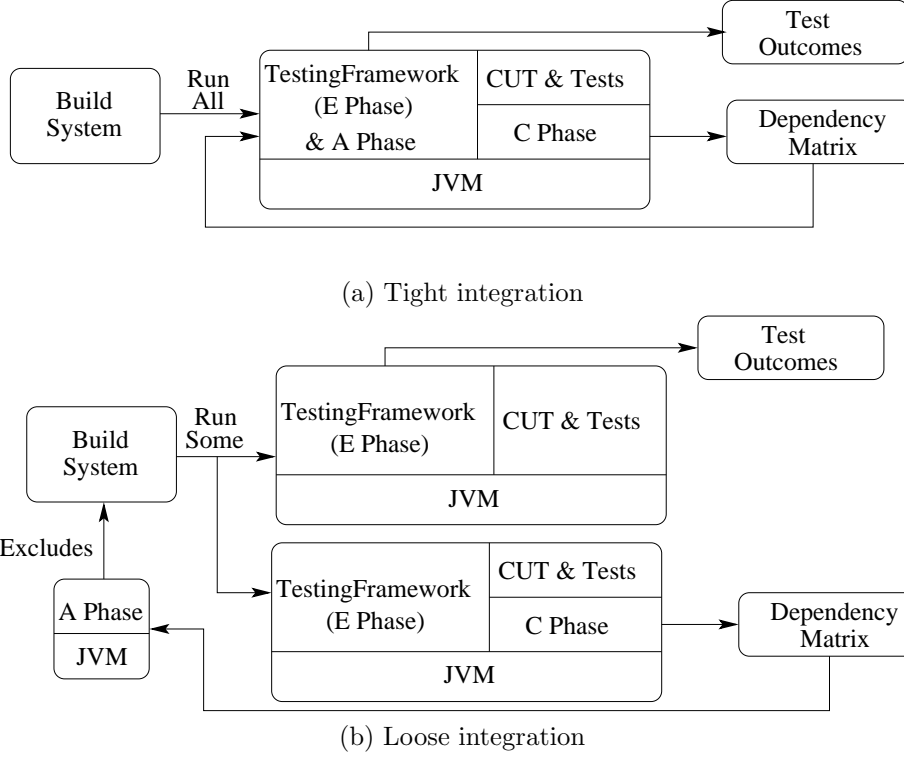 Test
Outcomes
Build
System
Run
All
TestingFramework
(E Phase)
& A Phase
CUT & Tests
C Phase
JVM
Dependency
Matrix
(a) Tight integration
Test
Outcomes
Build
System
Run
Some
TestingFramework
(E Phase)
CUT & Tests
JVM
Excludes
A Phase
JVM
TestingFramework
(E Phase)
CUT & Tests
C Phase
JVM
Dependency
Matrix
(b) Loose integration